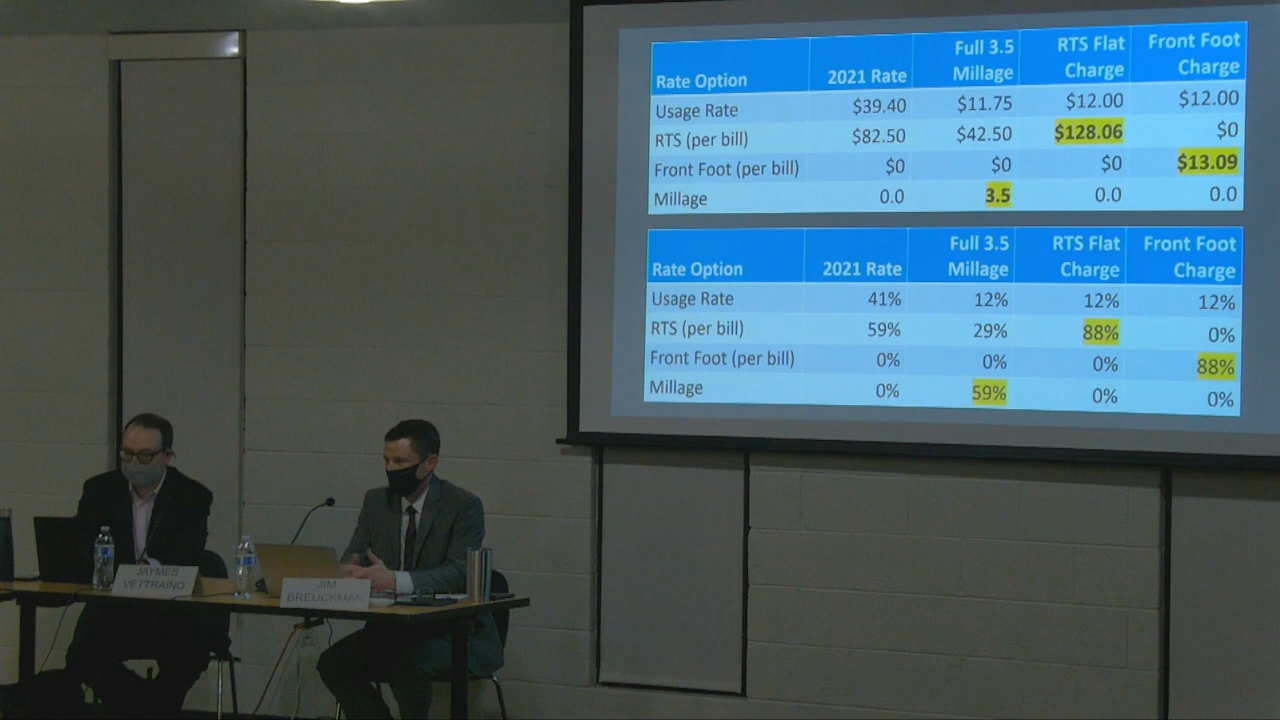 Full 3.5 RTS Flat Front Foot
Rate Option 2021 Rate Millage Charge Charge
Usage Rate $39.40 $11.75 $12.00 $12.00
RTS (per bill) $82.50 $42.50 $128.06 $0
Front Foot (per bill) $0 $0 $0 $13.09
Millage 0.0 3.5 0.0 0.0
Full 3.5 RTS Flat Front Foot
Rate Option 2021 Rate Millage Charge Charge
Usage Rate 41% 12% 12% 12%
RTS (per bill) 59% 29% 88% 0%
Front Foot (per bill) 0% 0% 0% 88%
Millage 0% 59% 0% 0%
JAYMES
VETTRAINO
JIM
BREUCKMAN